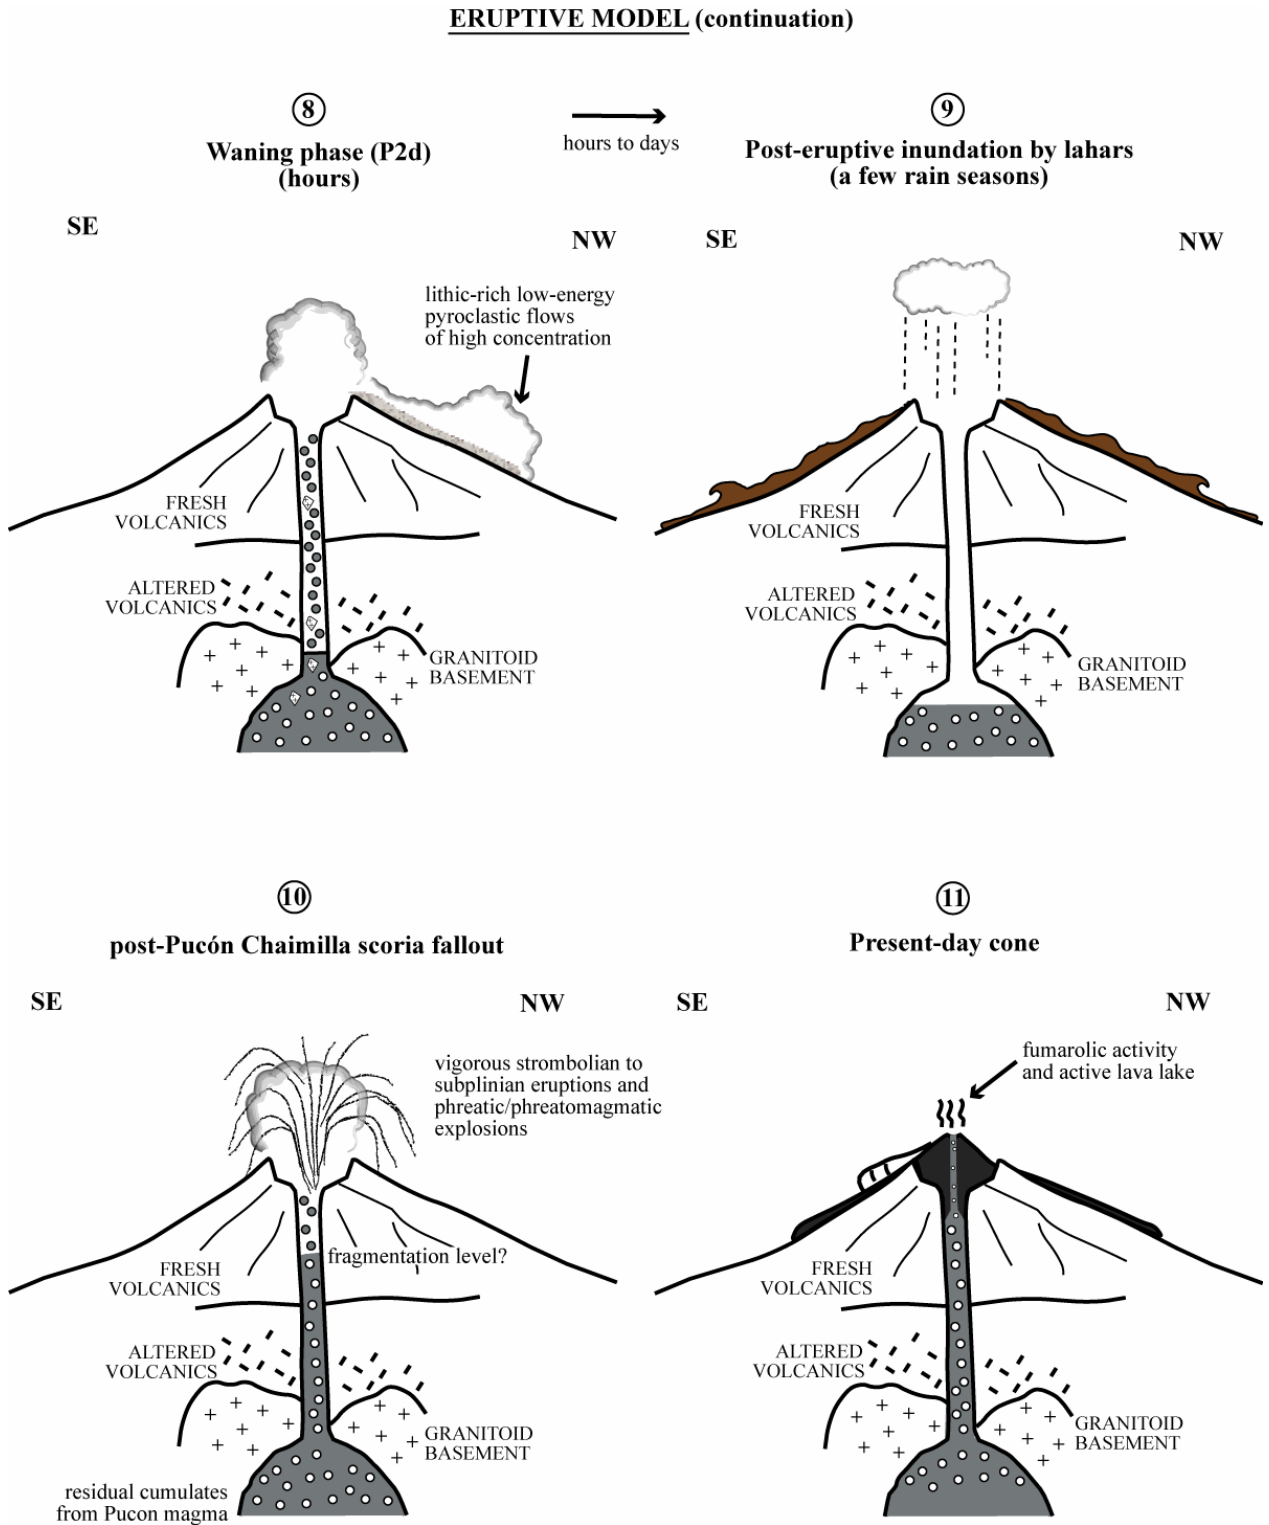 ERUPTIVE MODEL (continuation)
8
Waning phase (P2d)
(hours)
hours to days
9
Post-eruptive inundation by lahars
(a few rain seasons)
SE
NW
lithic-rich low-energy
pyroclastic flows
of high concentration
FRESH
VOLCANICS
ALTERED
VOLCANICS
GRANITOID
BASEMENT
SE
NW
FRESH
VOLCANICS
ALTERED
VOLCANICS
GRANITOID
BASEMENT
10
post-Pucón Chaimilla scoria fallout
SE
NW
vigorous strombolian to
subplinian eruptions and
phreatic/phreatomagmatic
explosions
fragmentation level?
FRESH
VOLCANICS
ALTERED
VOLCANICS
GRANITOID
BASEMENT
residual cumulates
from Pucon magma
11
Present-day cone
SE
NW
fumarolic activity
and active lava lake
FRESH
VOLCANICS
ALTERED
VOLCANICS
GRANITOID
BASEMENT